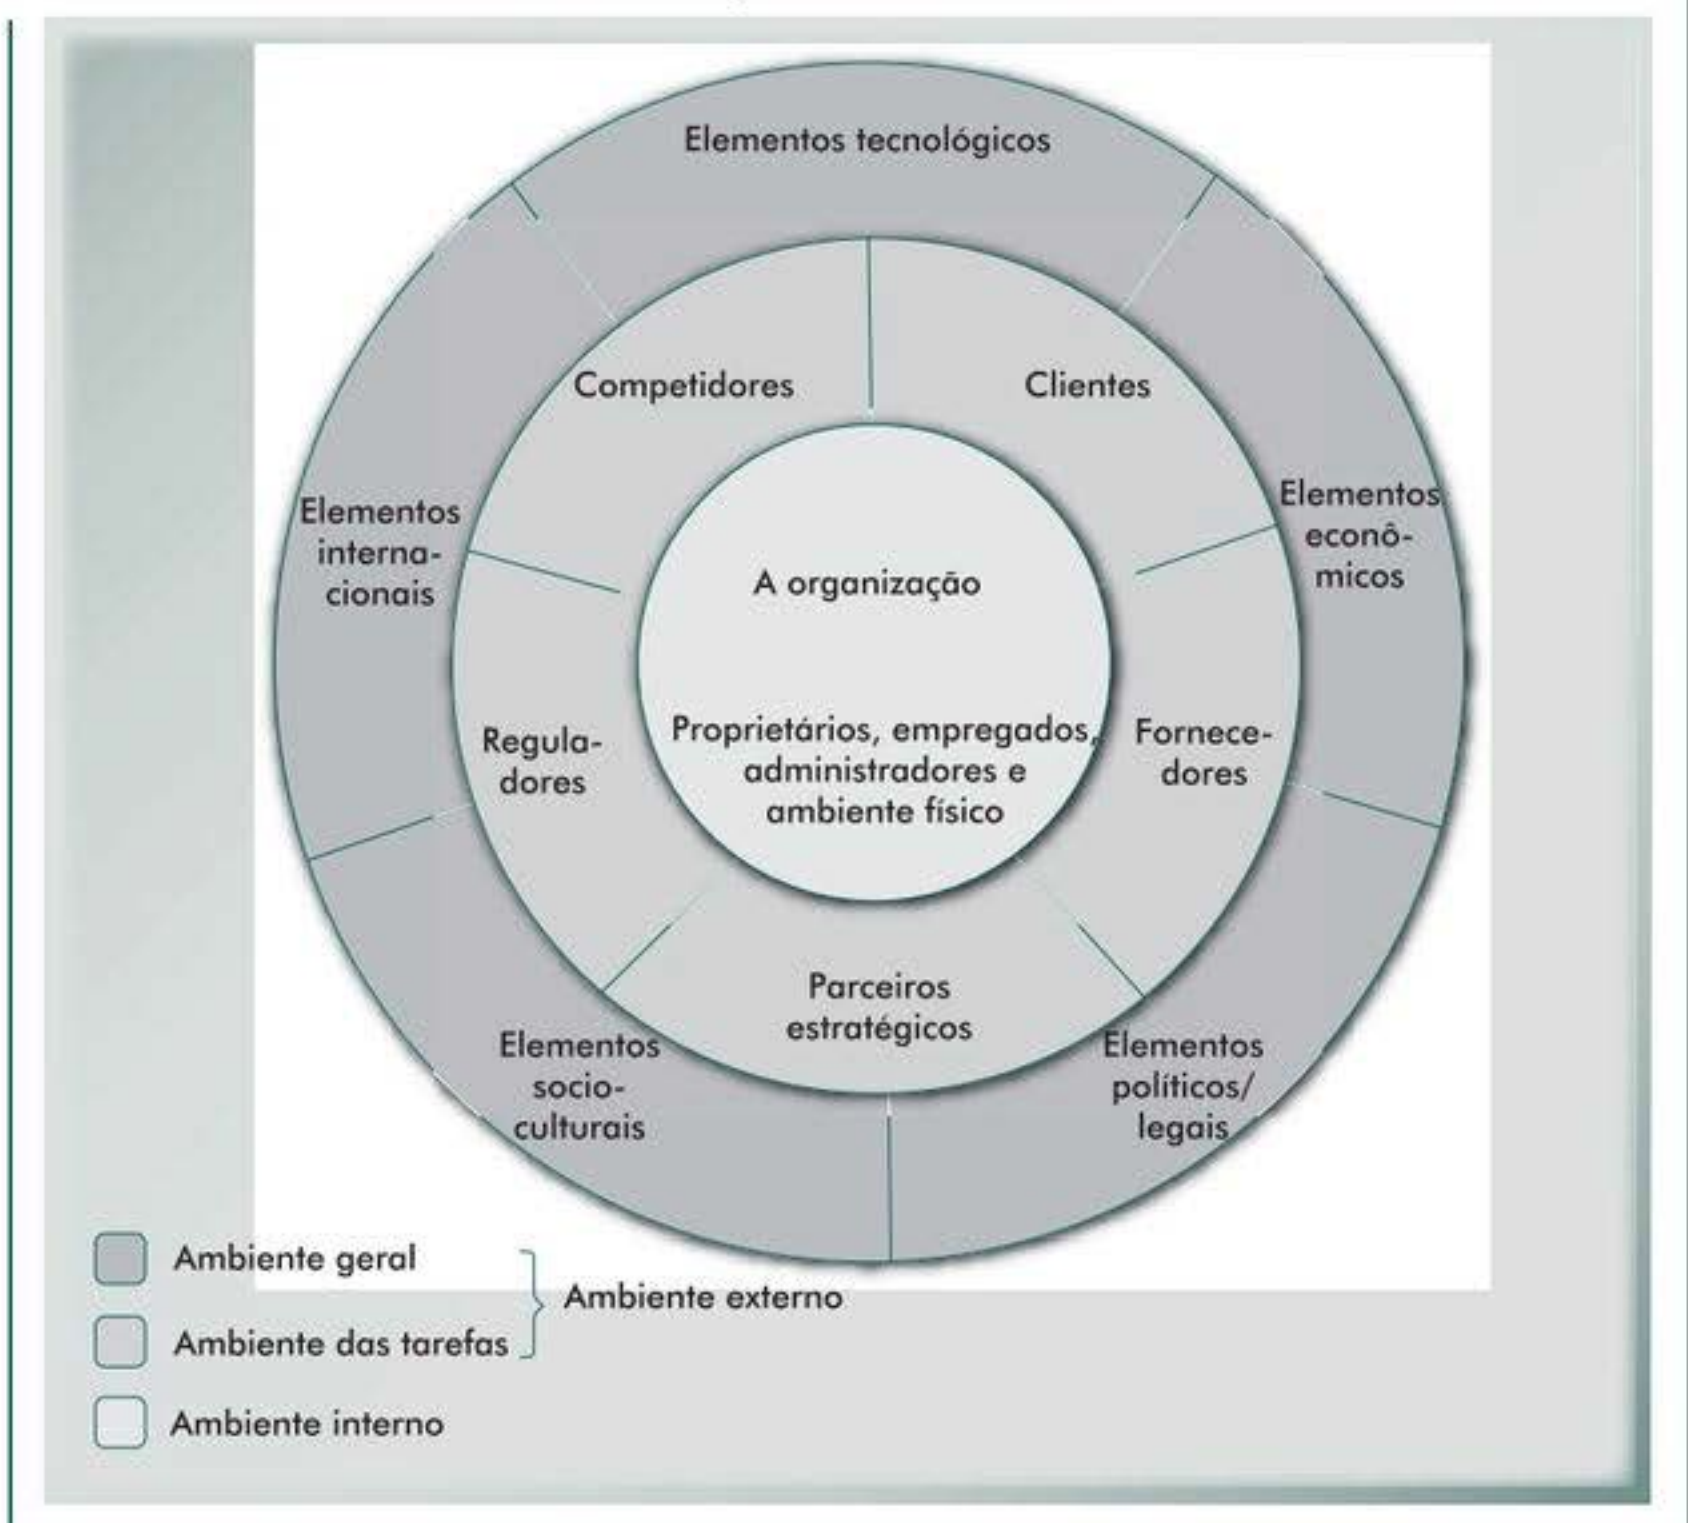 Elementos tecnológicos
Competidores
Clientes
Elementos
interna-
cionais
Elementos
econô-
micos
A organização
Proprietários, empregados,
administradores e
ambiente físico
Regula-
dores
Fornece-
dores
Parceiros
estratégicos
Elementos
socio-
culturais
Elementos
políticos/
legais
Ambiente geral
Ambiente das tarefas
Ambiente externo
Ambiente interno